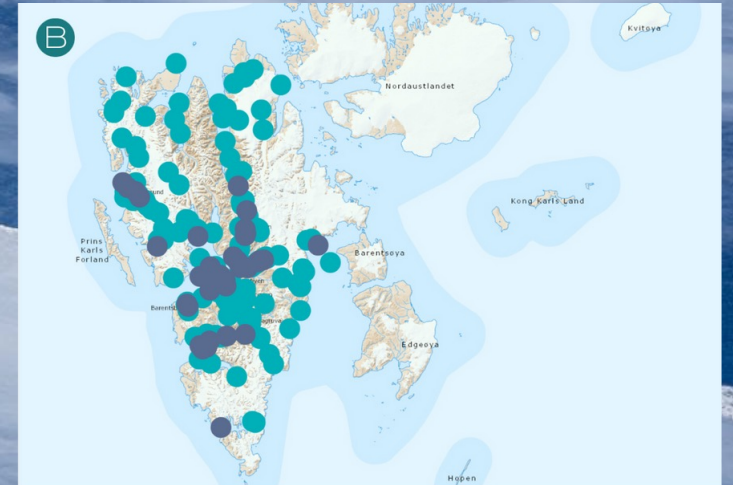 B
Kvitøya
Nordaustlandet
Kong Karls Land
Prins
Karls
Forland
Barentsøya
Edgeøya
Hopen